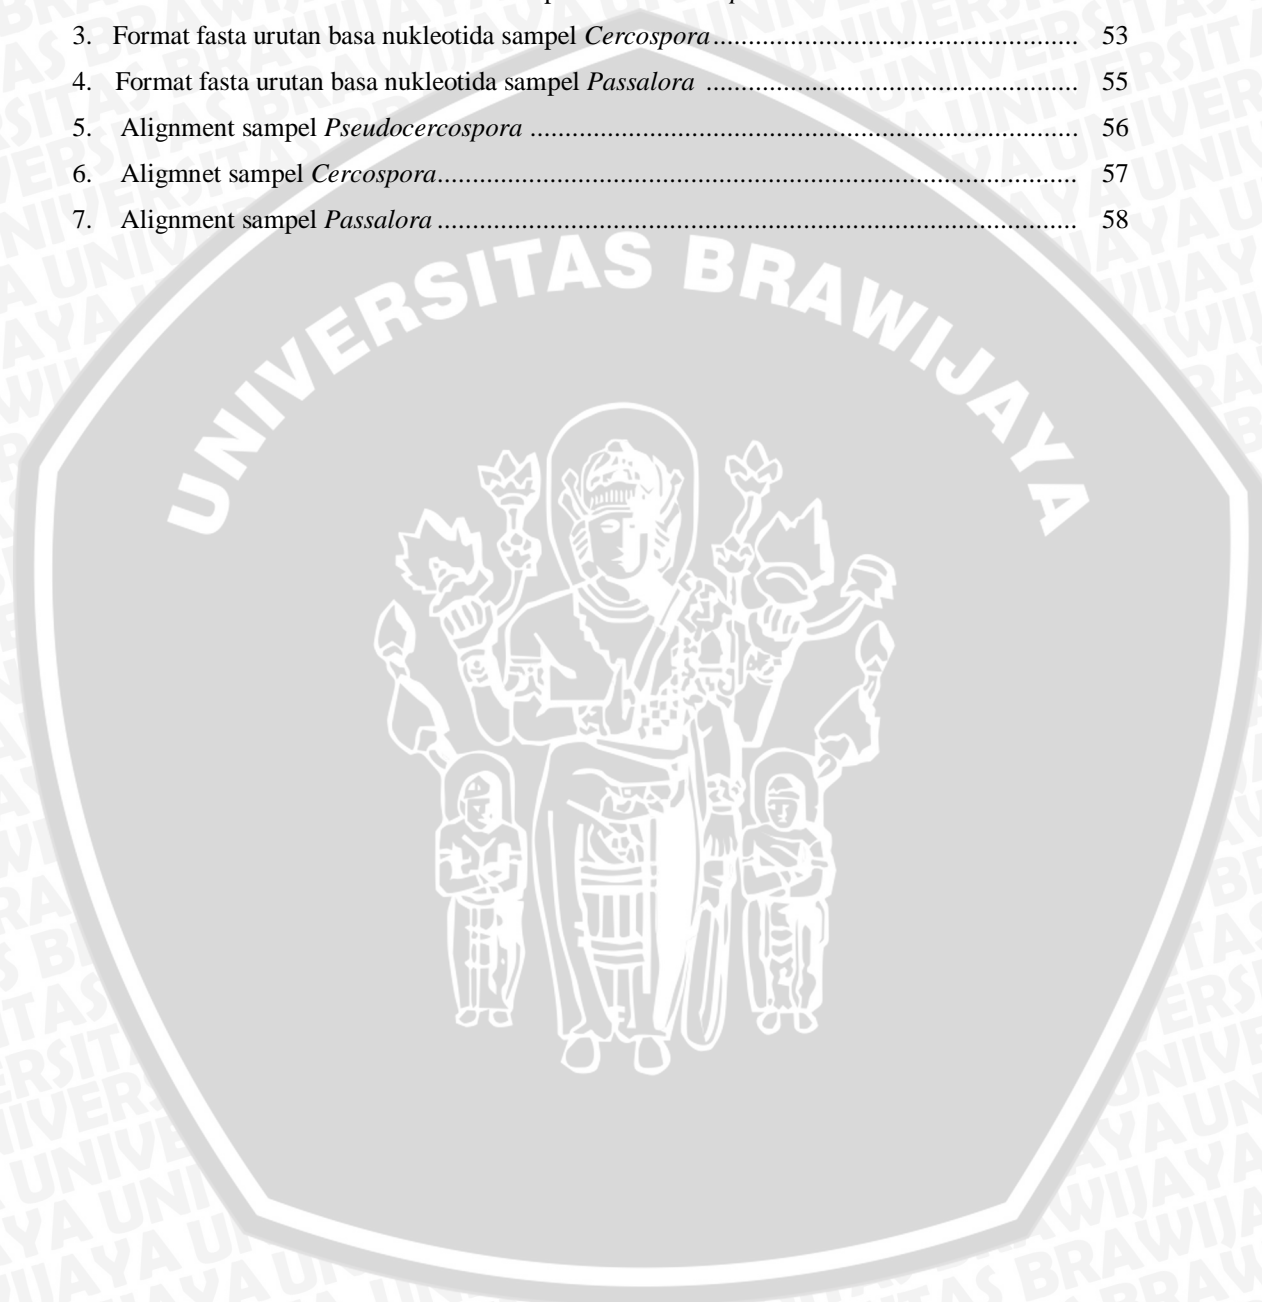 3. Format fasta urutan basa nukleotida sampel Cercospora.................................................. 53
4. Format fasta urutan basa nukleotida sampel Passalora .................................................. 55
5. Alignment sampel Pseudocercospora .................................................. 56
6. Aligmnet sampel Cercospora.................................................. 57
7. Alignment sampel Passalora .................................................. 58
UNIVERSITAS BRAWIJAYA